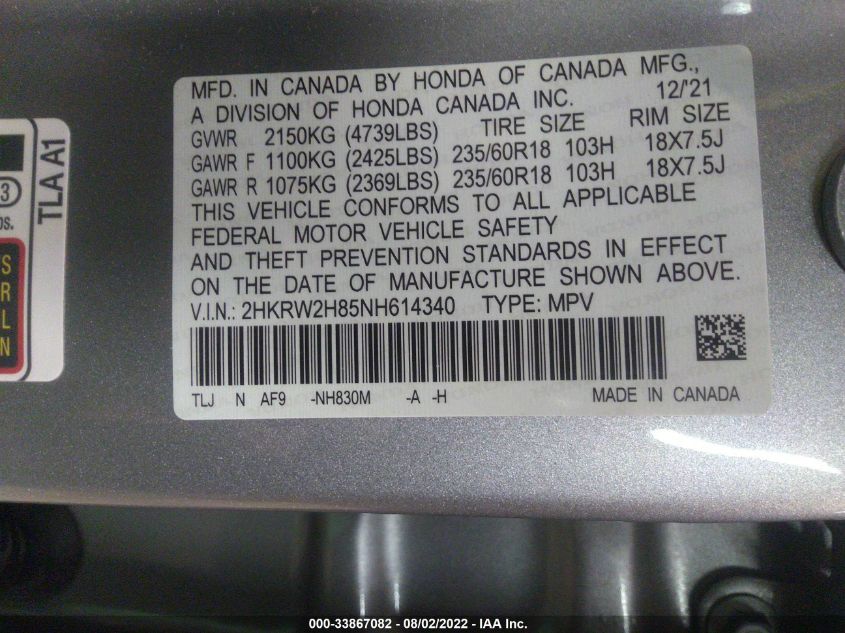 MFD. IN CANADA BY HONDA OF CANADA MFG.,
A DIVISION OF HONDA CANADA INC. 12/'21
GVWR 2150KG (4739LBS) TIRE SIZE RIM SIZE
GAWR F 1100KG (2425LBS) 235/60R18 103H 18X7.5J
GAWR R 1075KG (2369LBS) 235/60R18 103H 18X7.5J
THIS VEHICLE CONFORMS TO ALL APPLICABLE
FEDERAL MOTOR VEHICLE SAFETY
AND THEFT PREVENTION STANDARDS IN EFFECT
ON THE DATE OF MANUFACTURE SHOWN ABOVE.
V.I.N.: 2HKRW2H85NH614340 TYPE: MPV
TLJ N AF9 -NH830M -A -H MADE IN CANADA
TLA A1
3
000-33867082 - 08/02/2022 - IAA Inc.